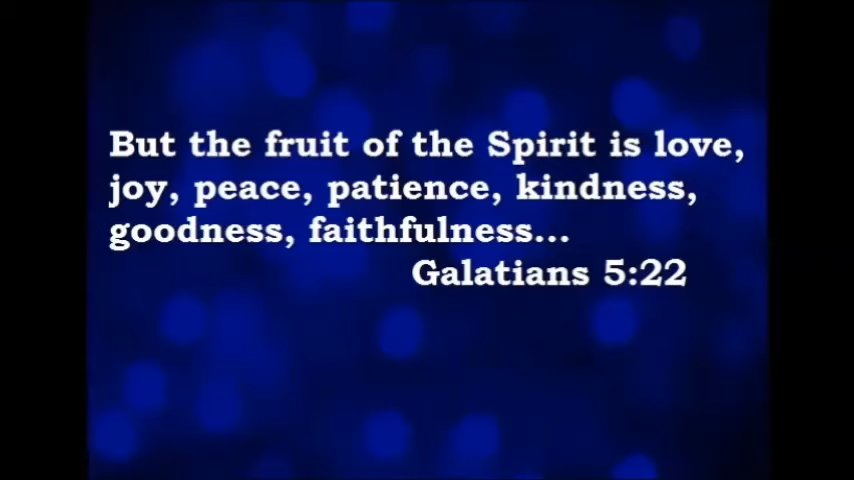 But the fruit of the Spirit is love,
joy, peace, patience, kindness,
goodness, faithfulness...
Galatians 5:22